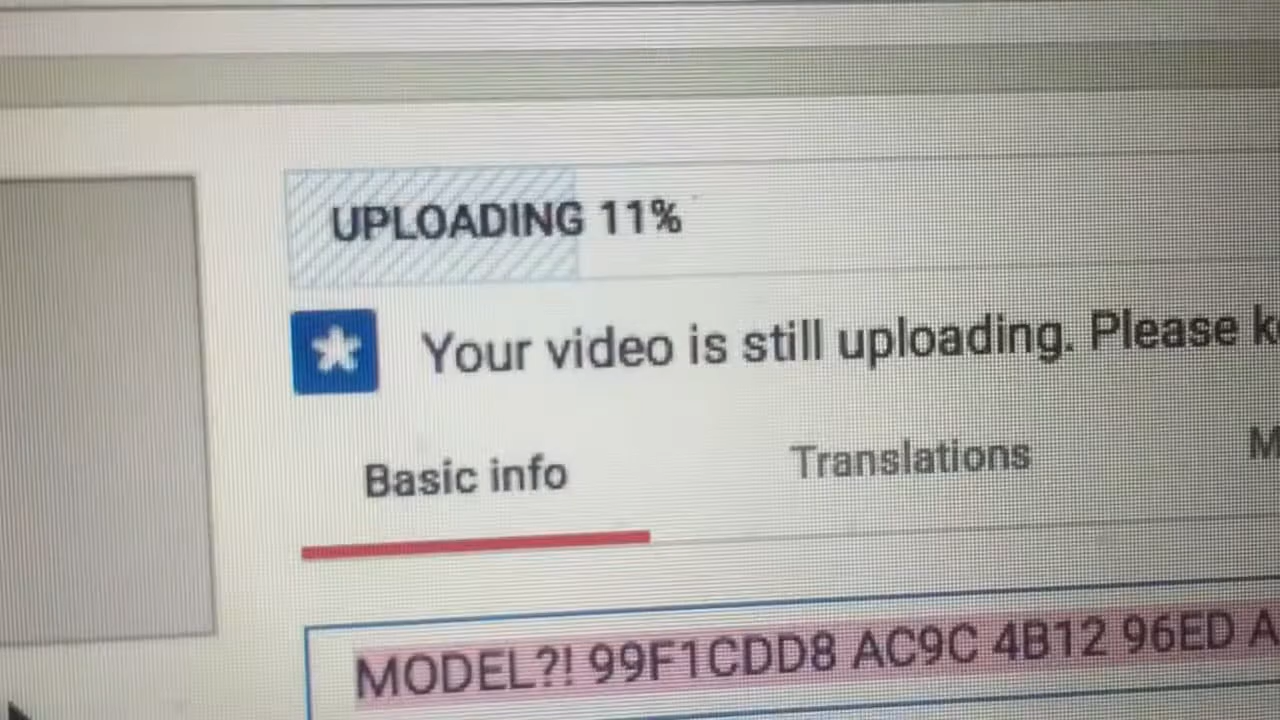 UPLOADING 11%
Your video is still uploading. Please
Basic info Translations
MODEL?! 99F1CDD8 AC9C 4B12 96ED A